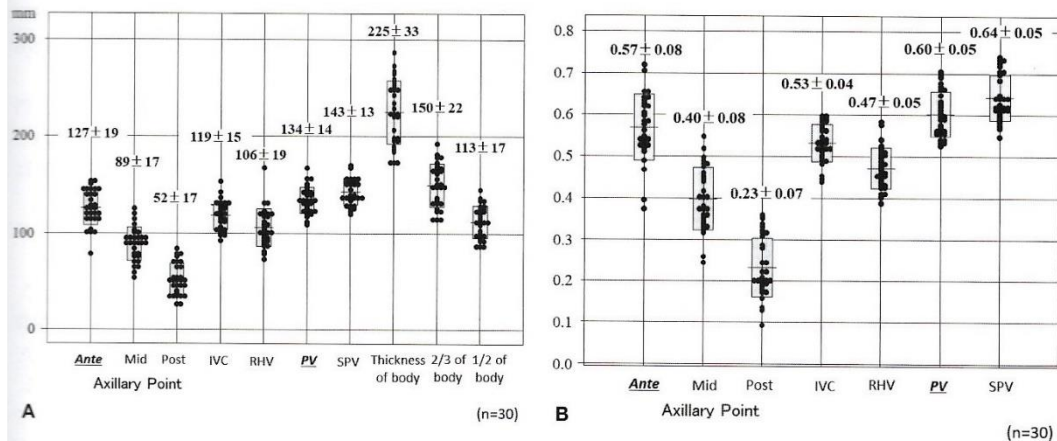 mm
300
200
100
0
225 ± 33
127 ± 19
89 ± 17
52 ± 17
119 ± 15
106 ± 19
134 ± 14
143 ± 13
150 ± 22
113 ± 17
Ante Mid Post IVC RHV PV SPV Thickness 2/3 of 1/2 of
of body body body
Axillary Point
A
(n=30)
B
0.8
0.7
0.6
0.5
0.4
0.3
0.2
0.1
0.0
0.57 ± 0.08
0.40 ± 0.08
0.23 ± 0.07
0.53 ± 0.04
0.47 ± 0.05
0.60 ± 0.05
0.64 ± 0.05
Ante Mid Post IVC RHV PV SPV
Axillary Point
B
(n=30)